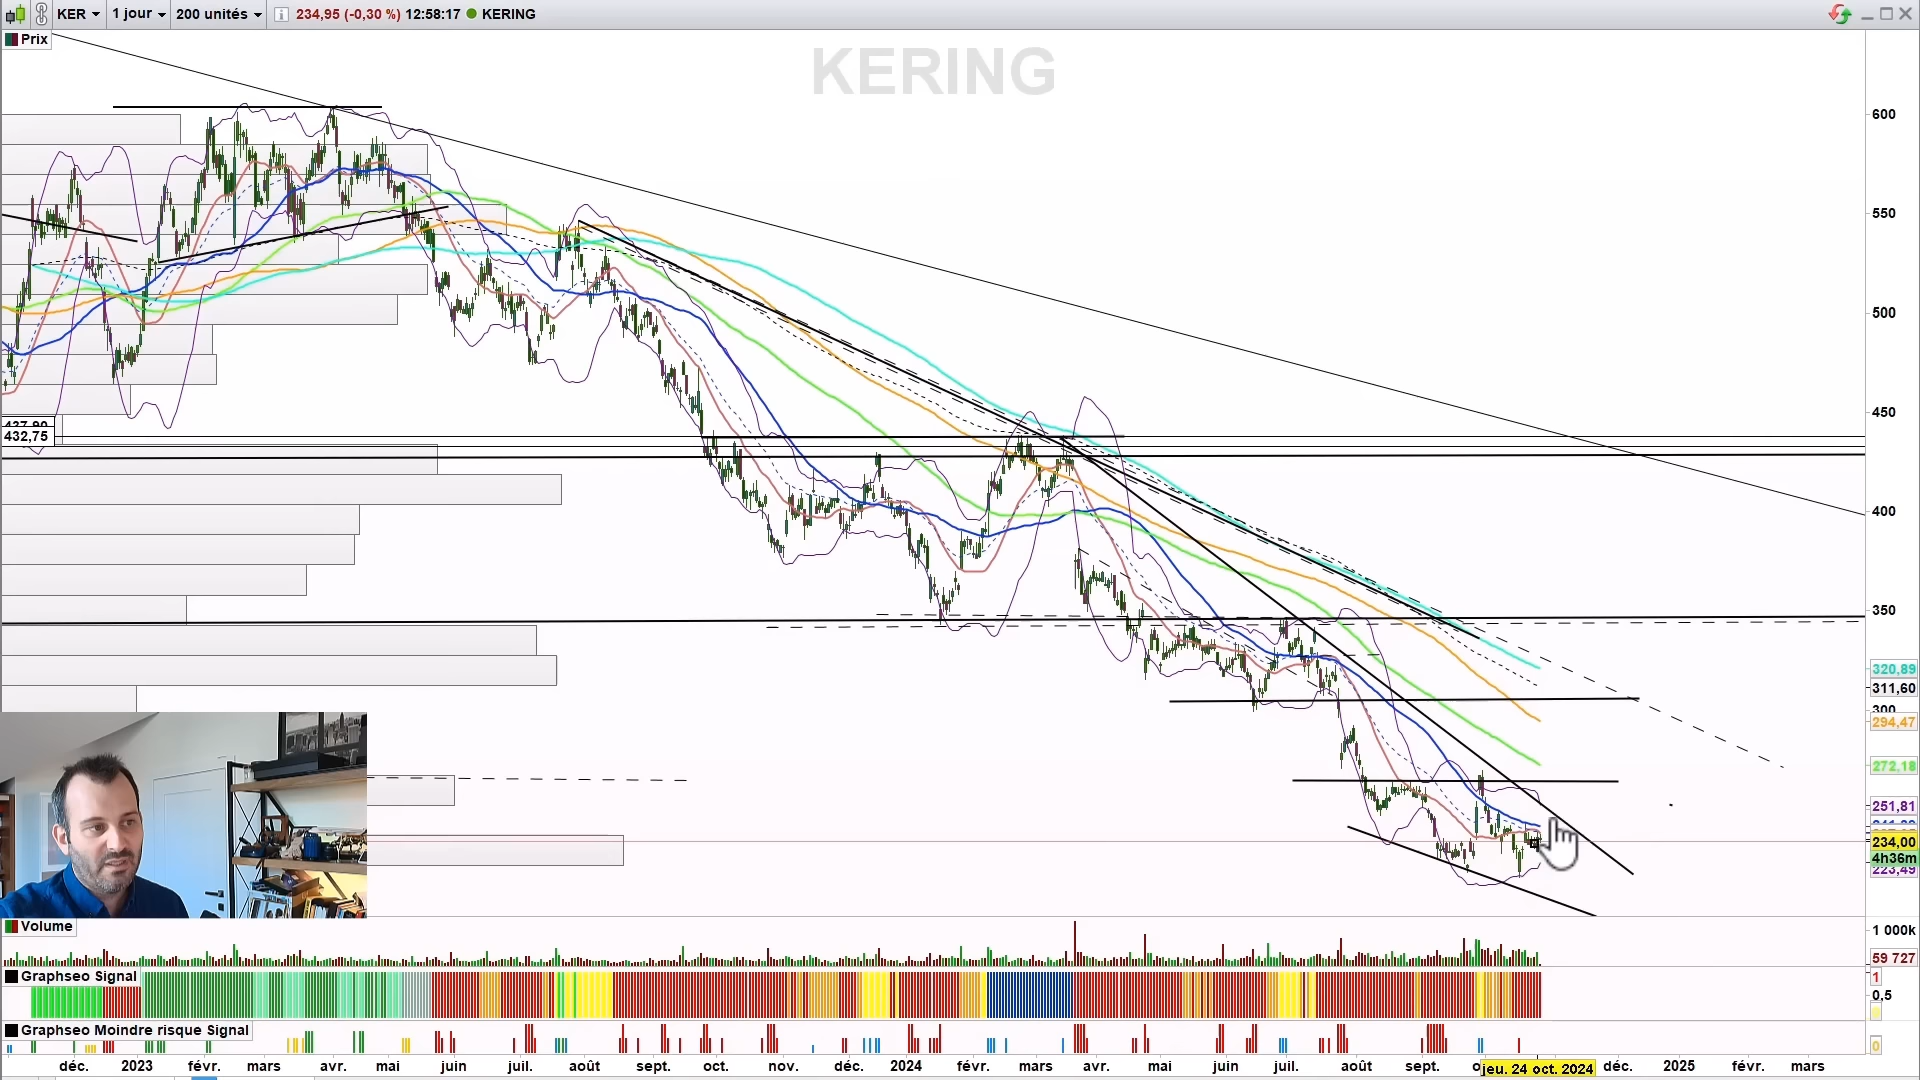 KER 1 jour 200 unités 234,95 (-0,30 %) 12:58:17 KERING
Prix
KERING
600
550
500
450
437,90
432,75
400
350
320,89
311,60
300
294,47
272,18
251,81
234,00
4h36m
223,49
Volume
1 000k
59 727
Graphseo Signal
1
0,5
Graphseo Moindre risque Signal
0
déc. 2023 févr. mars avr. mai juin juil. août sept. oct. nov. déc. 2024 févr. mars avr. mai juin juil. août sept. jeu. 24 oct. 2024 déc. 2025 févr. mars